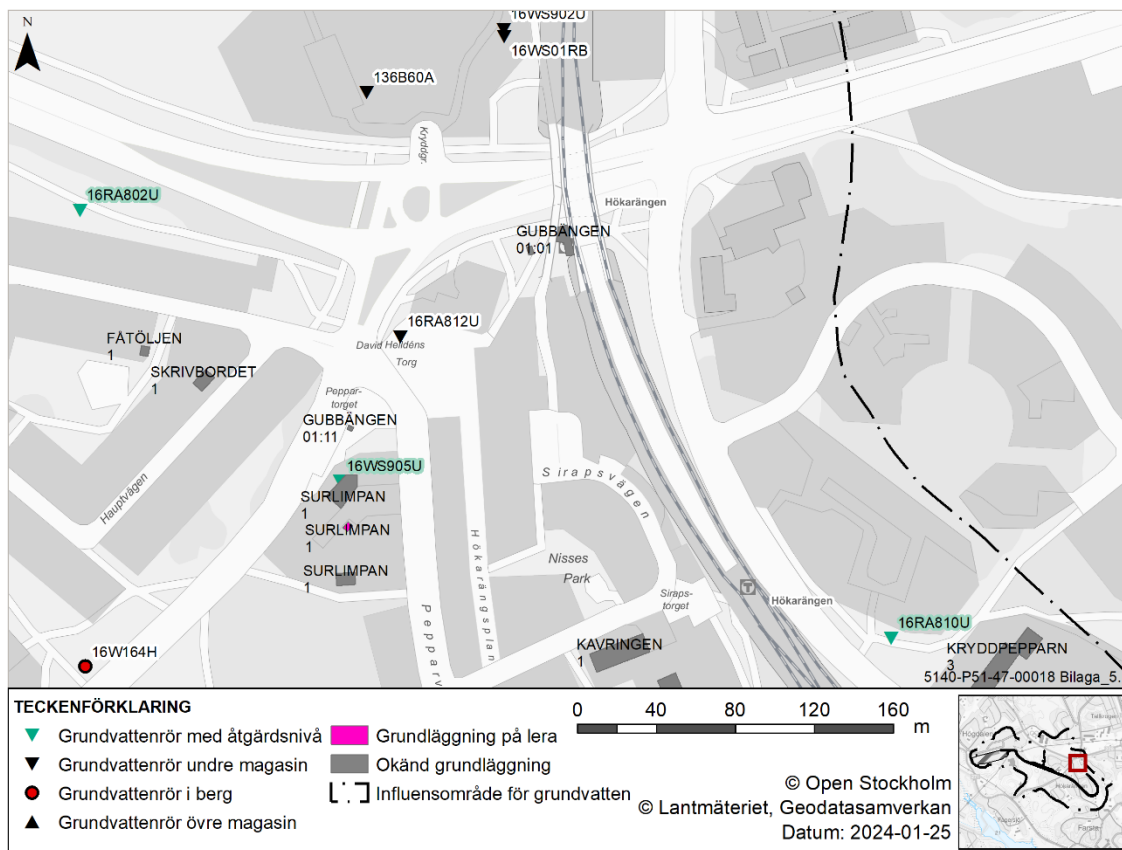 N
16WS902U
16WS01RB
136B60A
Kryddgr.
16RA802U
Hökarängen
GUBBÄNGEN
01:01
16RA812U
David Helldéns
Torg
FÅTÖLJEN
1
SKRIVBORDET
1
Peppar-
torget
GUBBÄNGEN
01:11
16WS905U
SURLIMPAN
1
SURLIMPAN
1
SURLIMPAN
1
Hauptvägen
Sirapsvägen
Hökarängsplan
Pepparv
Nisses
Park
Siraps-
torget
T
Hökarängen
16RA810U
16W164H
KAVRINGEN
1
KRYDDPEPPARN
3
5140-P51-47-00018 Bilaga_5.
TECKENFÖRKLARING
Grundvattenrör med åtgärdsnivå
Grundvattenrör undre magasin
Grundvattenrör i berg
Grundvattenrör övre magasin
Grundläggning på lera
Okänd grundläggning
Influensområde för grundvatten
0 40 80 120 160
m
© Open Stockholm
© Lantmäteriet, Geodatasamverkan
Datum: 2024-01-25
Farsta